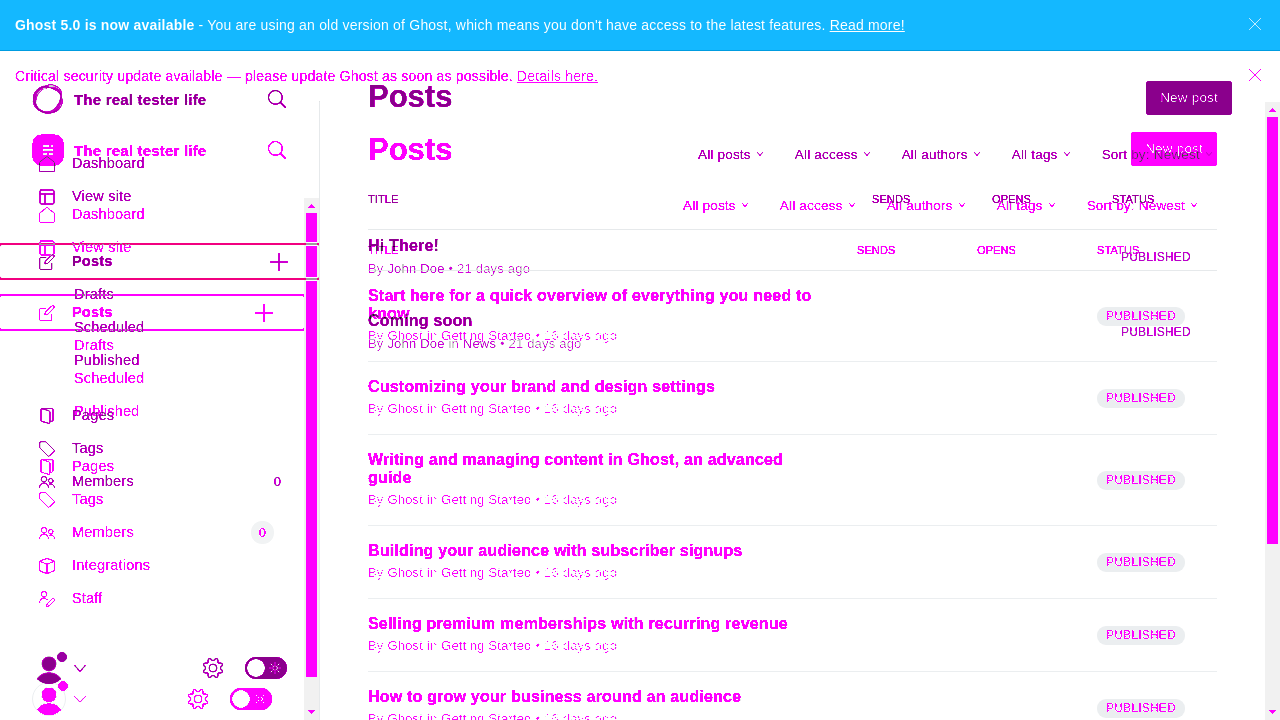 Ghost 5.0 is now available - You are using an old version of Ghost, which means you don't have access to the latest features. Read more!
Critical security update available — please update Ghost as soon as possible. Details here.
The real tester life
Posts
New post
The real tester life
Posts
New post
Dashboard
All posts
All access
All authors
All tags
Sort by: Newest
View site
TITLE
SENDS
OPENS
STATUS
Dashboard
All posts
All access
All authors
All tags
Sort by: Newest
View site
Hi There!
TITLE
SENDS
OPENS
STATUS
Posts
PUBLISHED
By John Doe • 21 days ago
Drafts
Start here for a quick overview of everything you need to
know
Posts
PUBLISHED
Scheduled
Coming soon
PUBLISHED
By Ghost in Getting Started • 16 days ago
Drafts
By John Doe in News • 21 days ago
Published
Scheduled
Customizing your brand and design settings
PUBLISHED
By Ghost in Getting Started • 16 days ago
Published
Pages
Tags
Writing and managing content in Ghost, an advanced
guide
PUBLISHED
Pages
Members
0
By Ghost in Getting Started • 16 days ago
Tags
Members
0
Building your audience with subscriber signups
PUBLISHED
By Ghost in Getting Started • 16 days ago
Integrations
Staff
Selling premium memberships with recurring revenue
PUBLISHED
By Ghost in Getting Started • 16 days ago
How to grow your business around an audience
PUBLISHED
By Ghost in Getting Started • 16 days ago